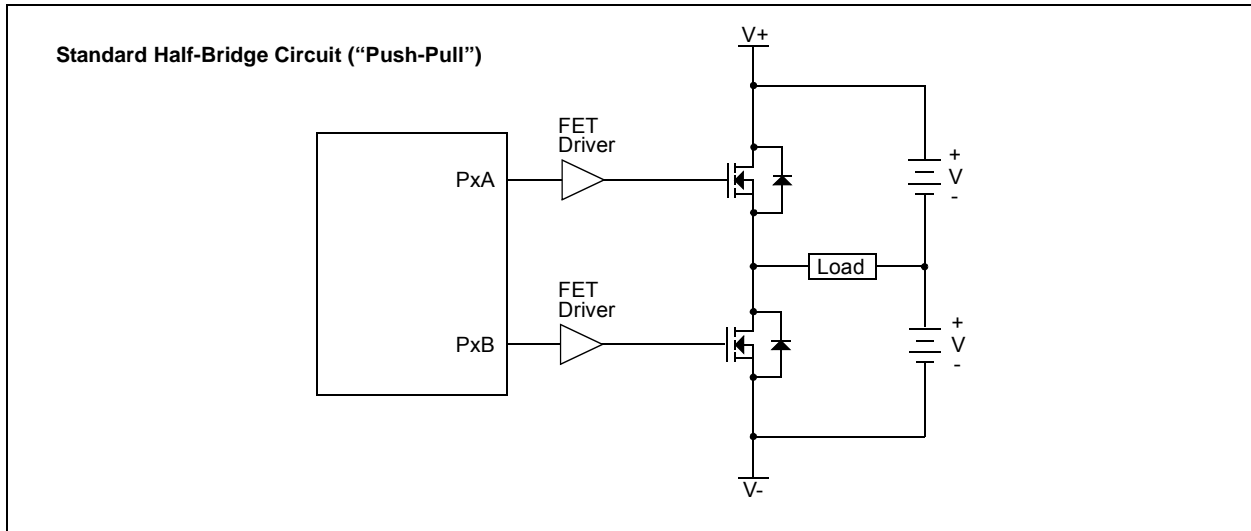 Standard Half-Bridge Circuit (“Push-Pull”)
V+
FET
Driver
PxA
+
V
-
Load
FET
Driver
PxB
+
V
-
V-